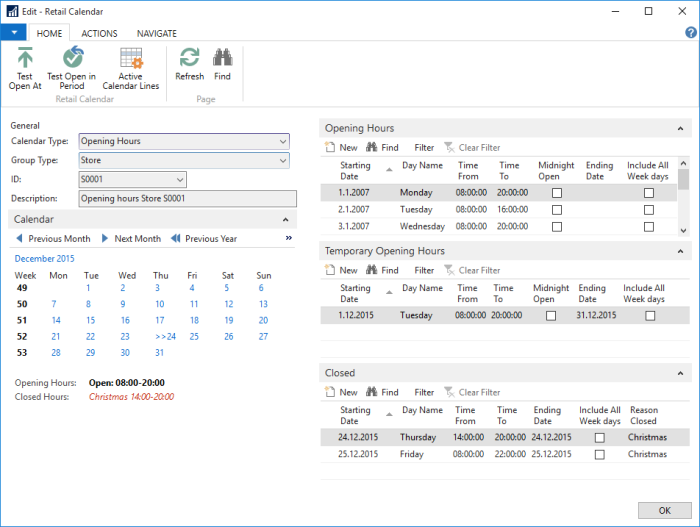 Edit - Retail Calendar
HOME ACTIONS NAVIGATE
Test Open At
Test Open in Period
Active Calendar Lines
Refresh
Find
Retail Calendar
Page
General
Calendar Type: Opening Hours
Group Type: Store
ID: S0001
Description: Opening hours Store S0001
Calendar
Previous Month Next Month Previous Year »
December 2015
Week Mon Tue Wed Thu Fri Sat Sun
49 1 2 3 4 5 6
50 7 8 9 10 11 12 13
51 14 15 16 17 18 19 20
52 21 22 23 >>24 25 26 27
53 28 29 30 31
Opening Hours: Open: 08:00-20:00
Closed Hours: Christmas 14:00-20:00
Opening Hours
New Find Filter Clear Filter
Starting Date Day Name Time From Time To Midnight Open Ending Date Include All Week days
1.1.2007 Monday 08:00:00 20:00:00
2.1.2007 Tuesday 08:00:00 16:00:00
3.1.2007 Wednesday 08:00:00 20:00:00
Temporary Opening Hours
New Find Filter Clear Filter
Starting Date Day Name Time From Time To Midnight Open Ending Date Include All Week days
1.12.2015 Tuesday 08:00:00 20:00:00 31.12.2015
Closed
New Find Filter Clear Filter
Starting Date Day Name Time From Time To Ending Date Include All Week days Reason Closed
24.12.2015 Thursday 14:00:00 20:00:00 24.12.2015 Christmas
25.12.2015 Friday 08:00:00 22:00:00 25.12.2015 Christmas
OK